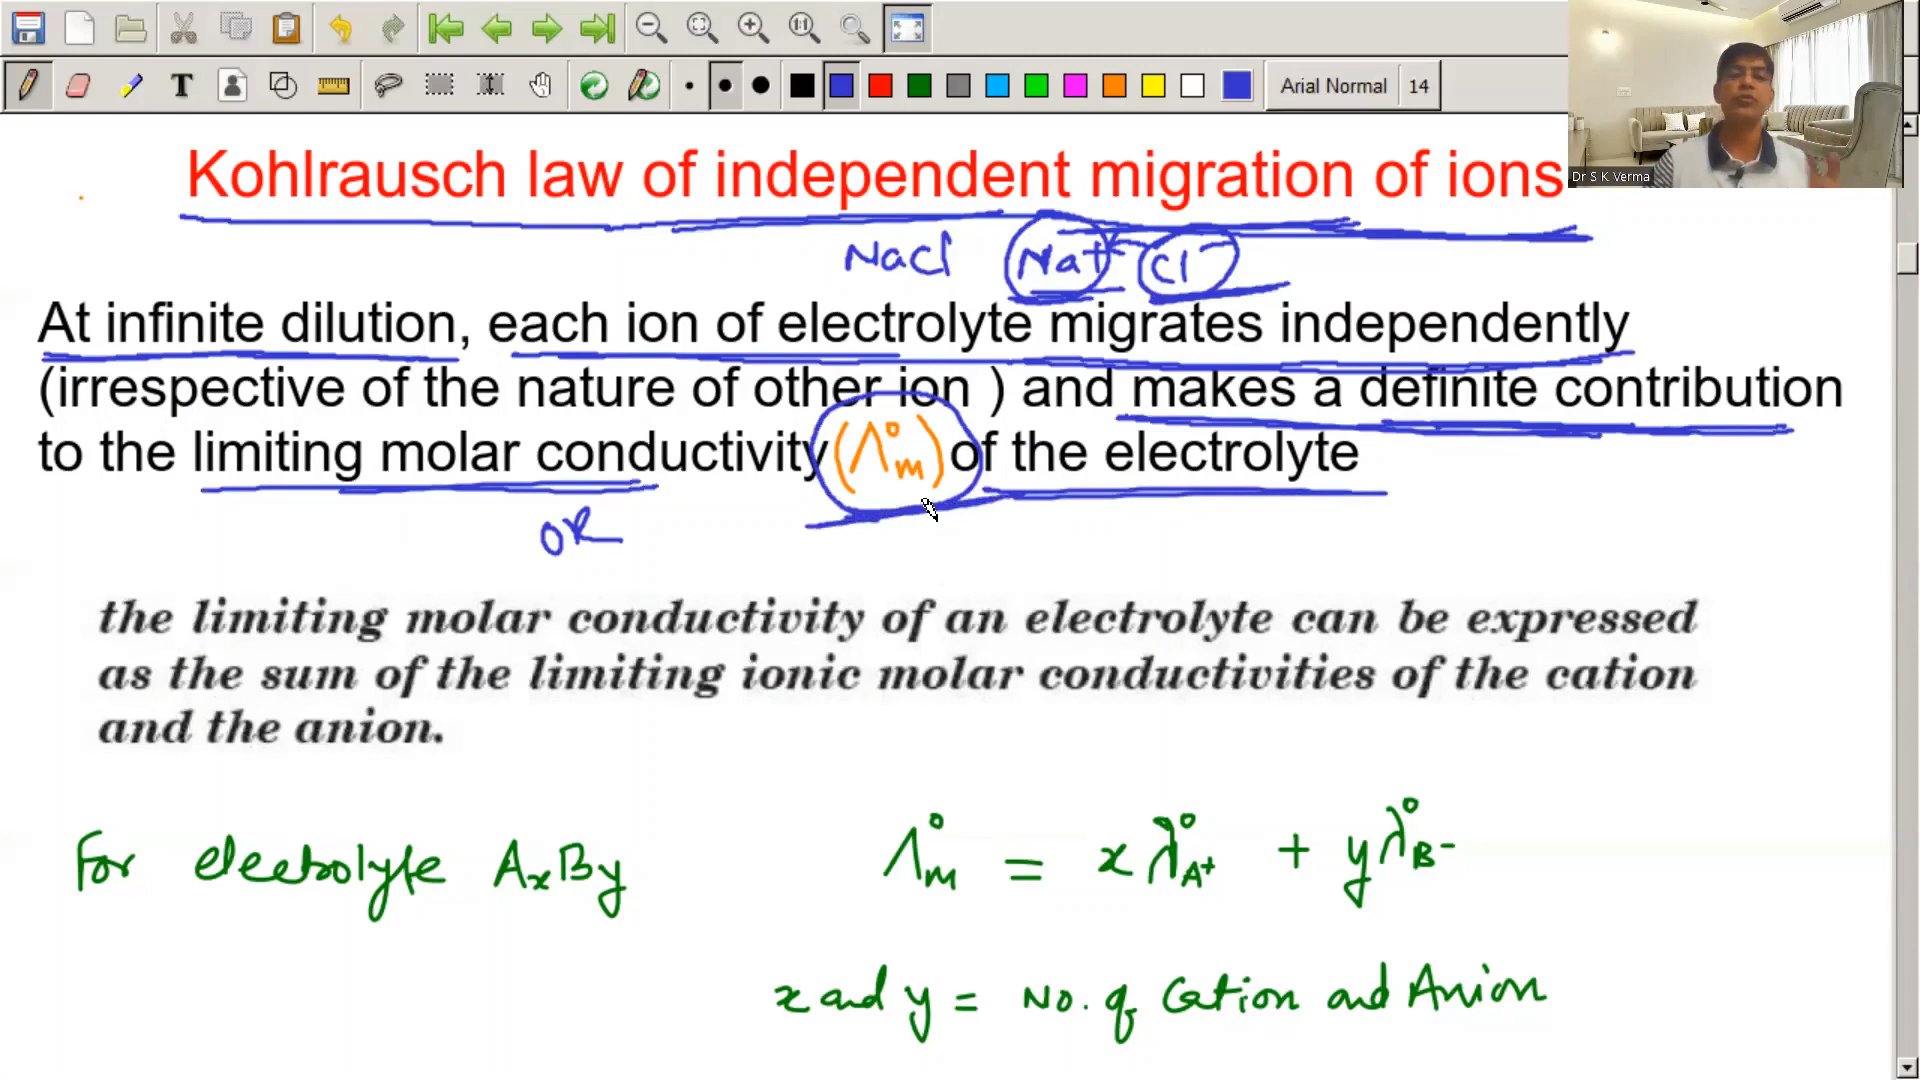 T
1:1
Arial Normal 14
Dr S K Verma
Kohlrausch law of independent migration of ions
NaCl Na+ Cl-
At infinite dilution, each ion of electrolyte migrates independently
(irrespective of the nature of other ion ) and makes a definite contribution
to the limiting molar conductivity (Λ°m) of the electrolyte
OR
the limiting molar conductivity of an electrolyte can be expressed
as the sum of the limiting ionic molar conductivities of the cation
and the anion.
For electrolyte AxBy Λ°m = xλ°A+ + yλ°B-
x and y = No. of Cation and Anion